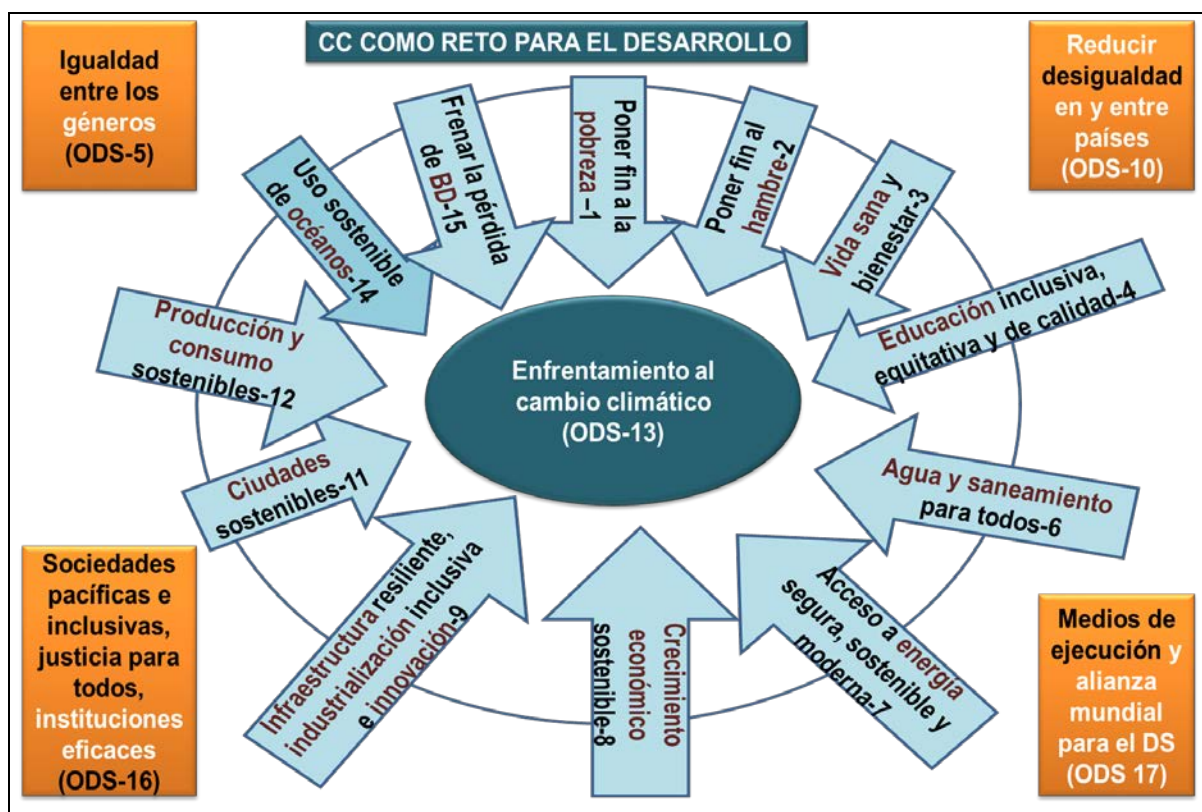 CC COMO RETO PARA EL DESARROLLO
Igualdad
entre los
géneros
(ODS-5)
Reducir
desigualdad
en y entre
países
(ODS-10)
Poner fin a la
pobreza –1
Poner fin al
hambre-2
Vida sana y
bienestar-3
Educación inclusiva,
equitativa y de calidad-4
Agua y saneamiento
para todos-6
Acceso a energía
segura, sostenible y
moderna-7
Crecimiento
económico
sostenible-8
Infraestructura resiliente,
industrialización inclusiva
e innovación-9
Ciudades
sostenibles-11
Producción y
consumo
sostenibles-12
Uso sostenible
de océanos-14
Frenar la pérdida
de BD-15
Enfrentamiento al
cambio climático
(ODS-13)
Sociedades
pacíficas e
inclusivas,
justicia para
todos,
instituciones
eficaces
(ODS-16)
Medios de
ejecución y
alianza
mundial
para el DS
(ODS 17)